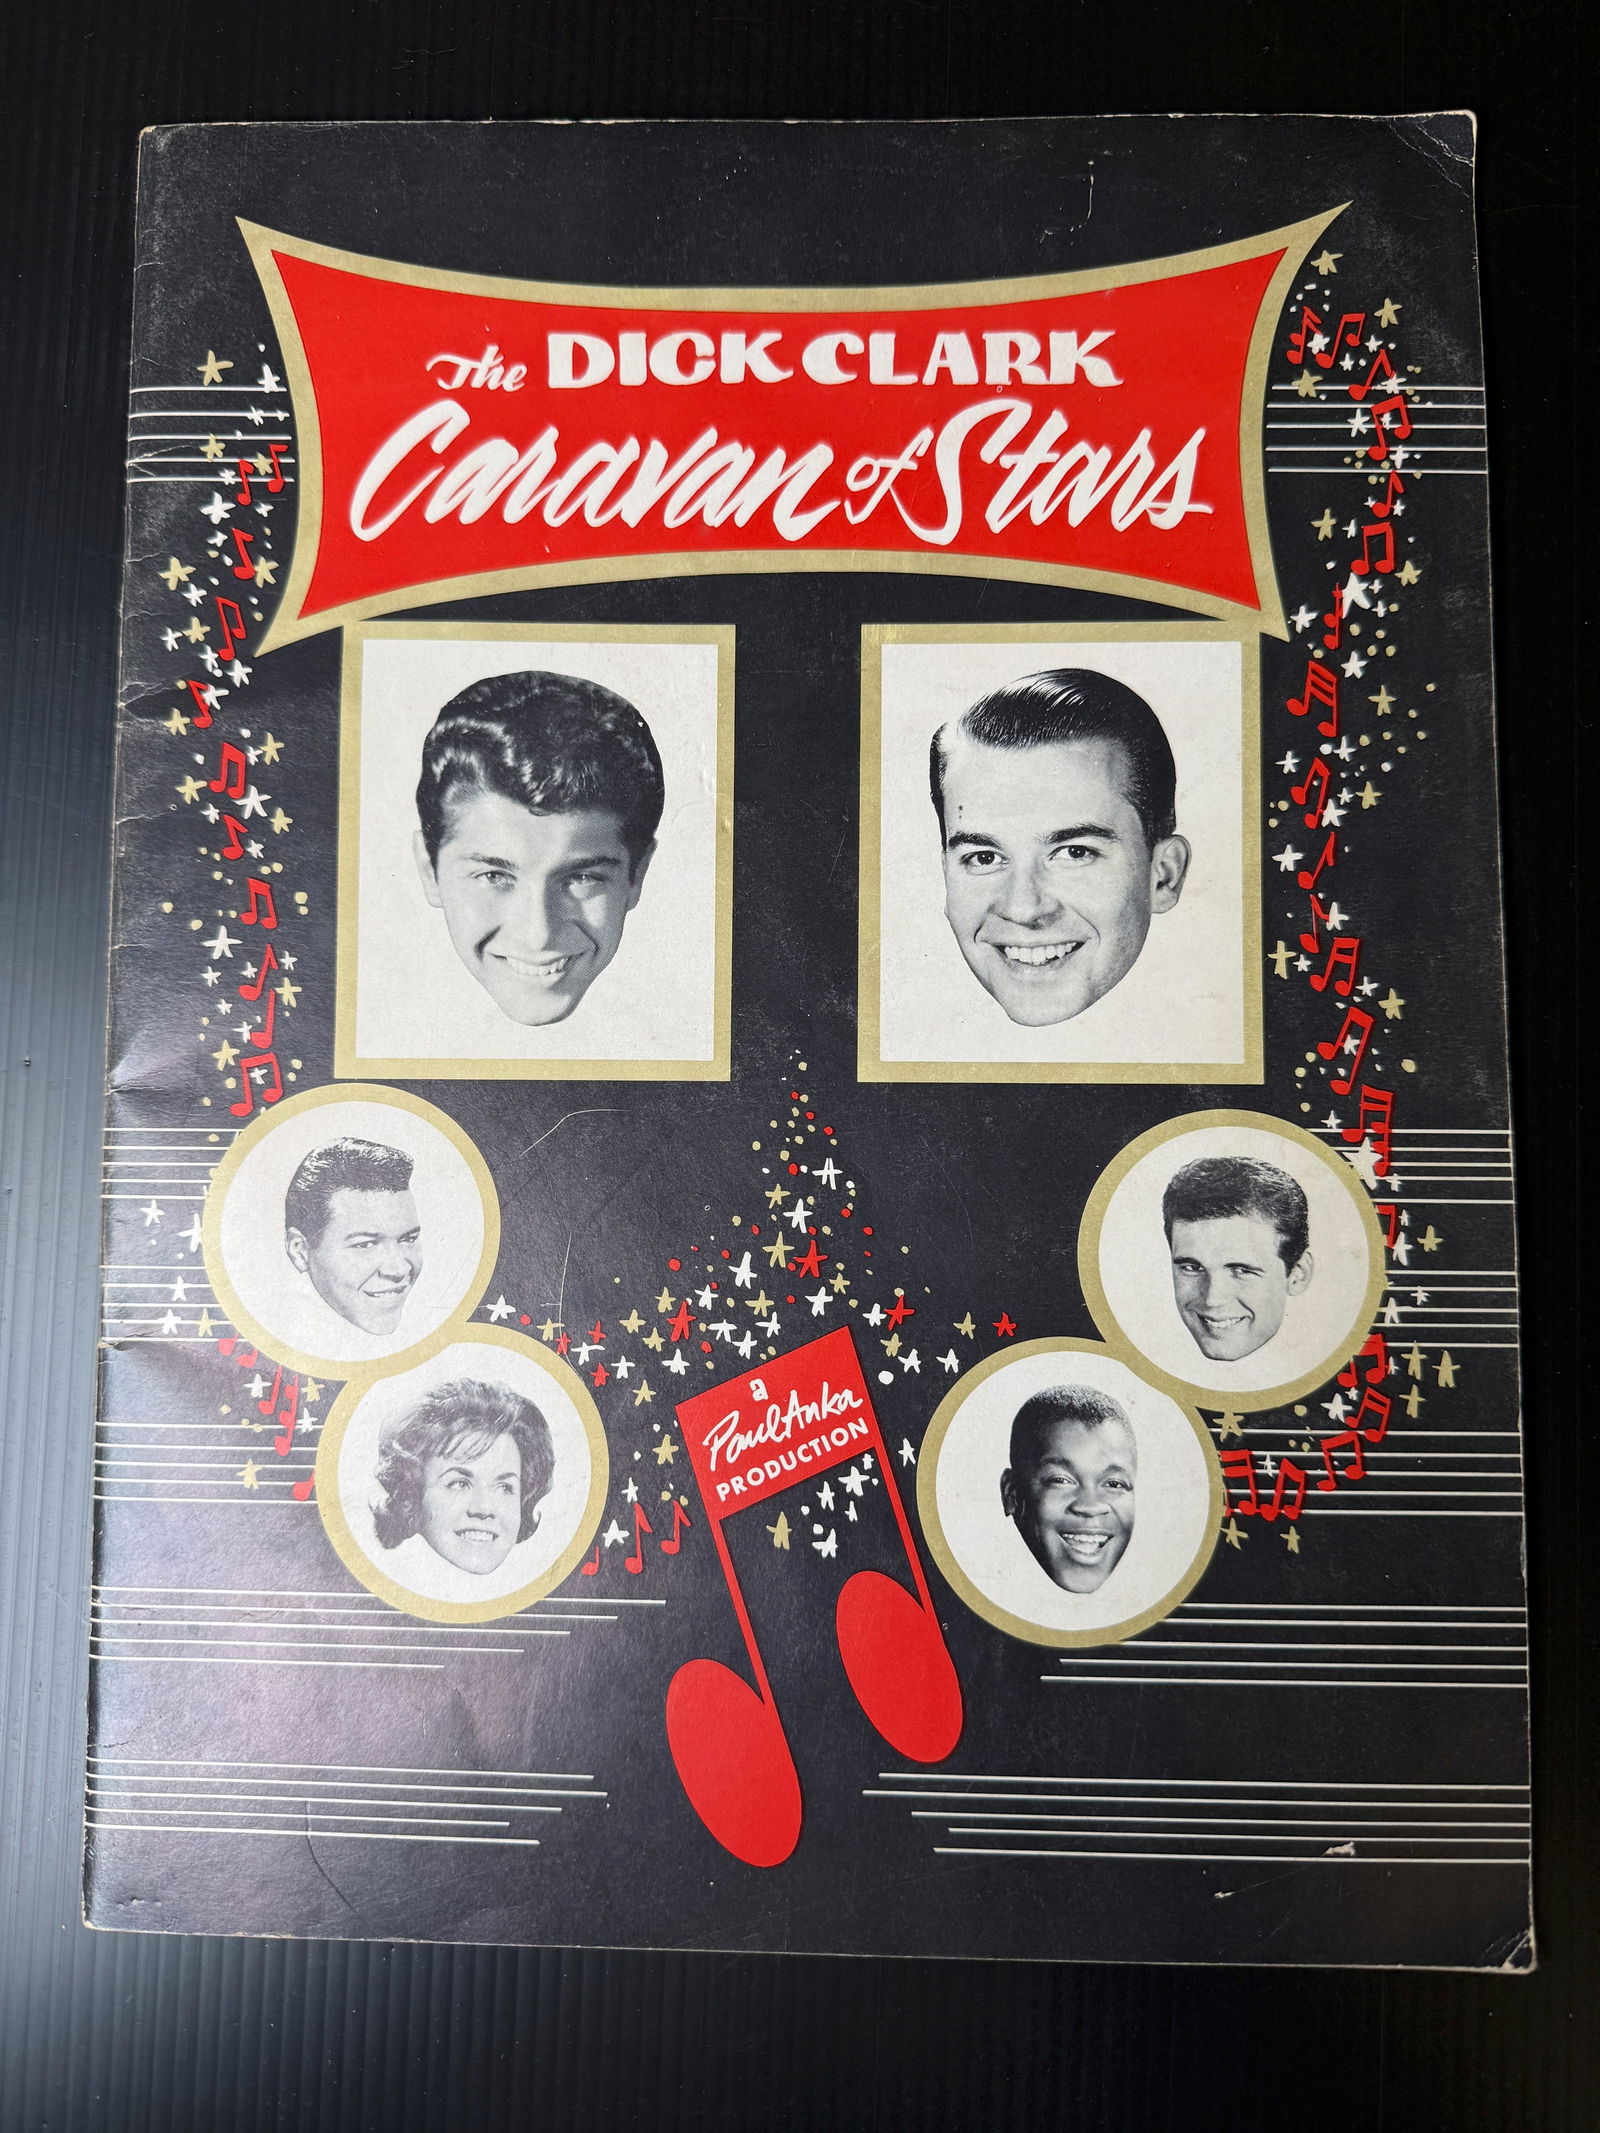 The DICK CLARK
Caravan of Stars
a
Paul Anka
PRODUCTION